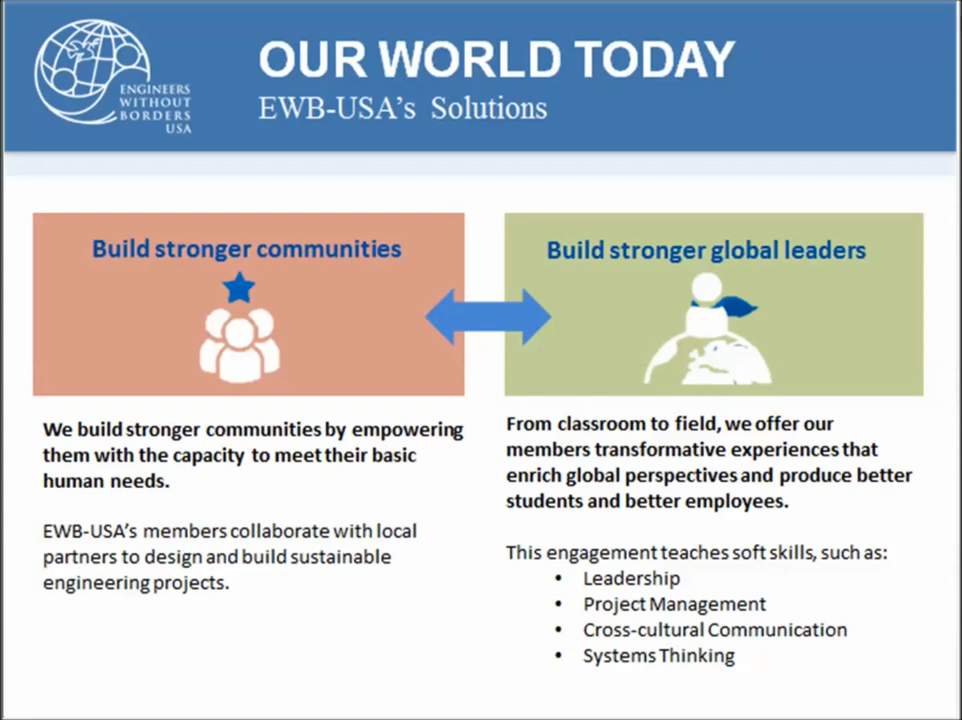 ENGINEERS
WITHOUT
BORDERS
USA
OUR WORLD TODAY
EWB-USA's Solutions
Build stronger communities
We build stronger communities by empowering
them with the capacity to meet their basic
human needs.
EWB-USA's members collaborate with local
partners to design and build sustainable
engineering projects.
Build stronger global leaders
From classroom to field, we offer our
members transformative experiences that
enrich global perspectives and produce better
students and better employees.
This engagement teaches soft skills, such as:
• Leadership
• Project Management
• Cross-cultural Communication
• Systems Thinking